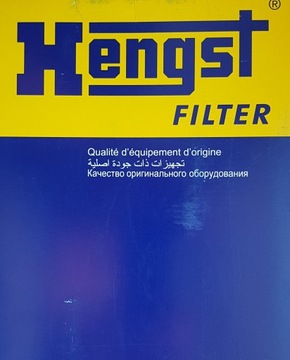 Hengst®
FILTER
Qualité d'équipement d'origine
تجهيزات ذات جودة اصلية
Качество оригинального оборудования